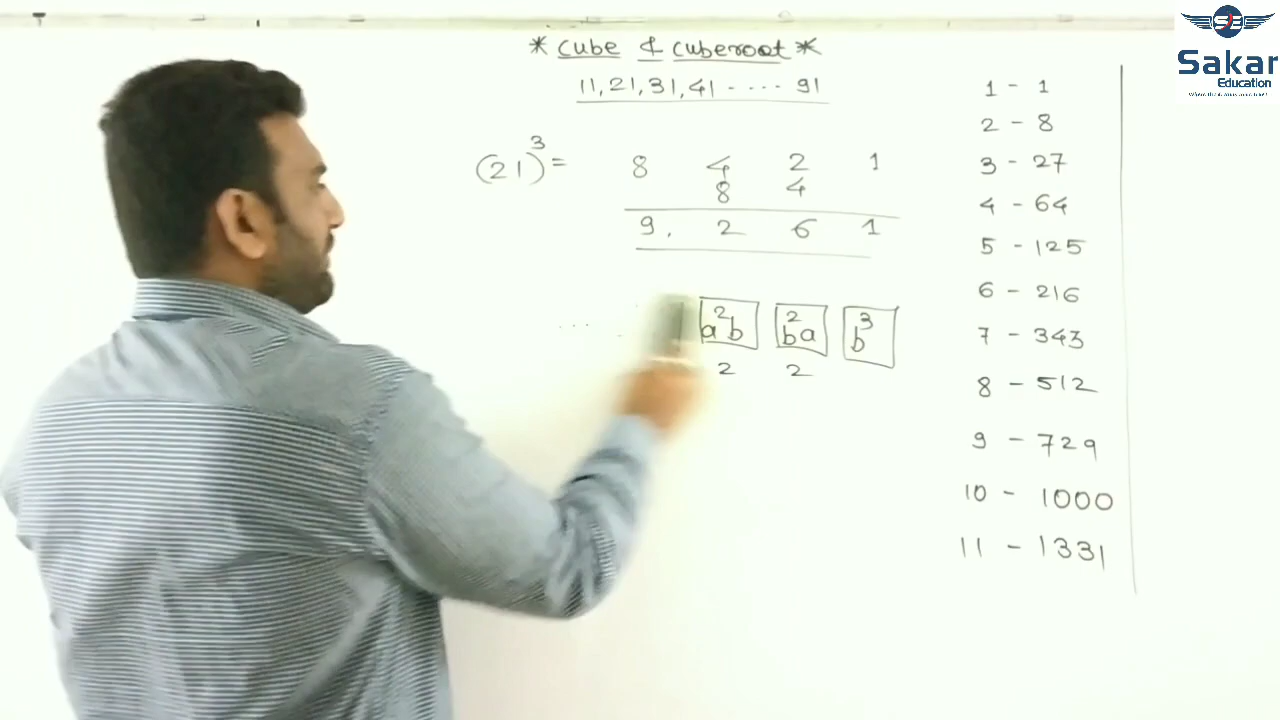 * cube & cuberoot *
11, 21, 31, 41 ..... 91
(21)³ = 8 4 2 1
8 4
9, 2 6 1
a²b b²a b³
2 2
1 - 1
2 - 8
3 - 27
4 - 64
5 - 125
6 - 216
7 - 343
8 - 512
9 - 729
10 - 1000
11 - 1331
SE
Sakar
Education